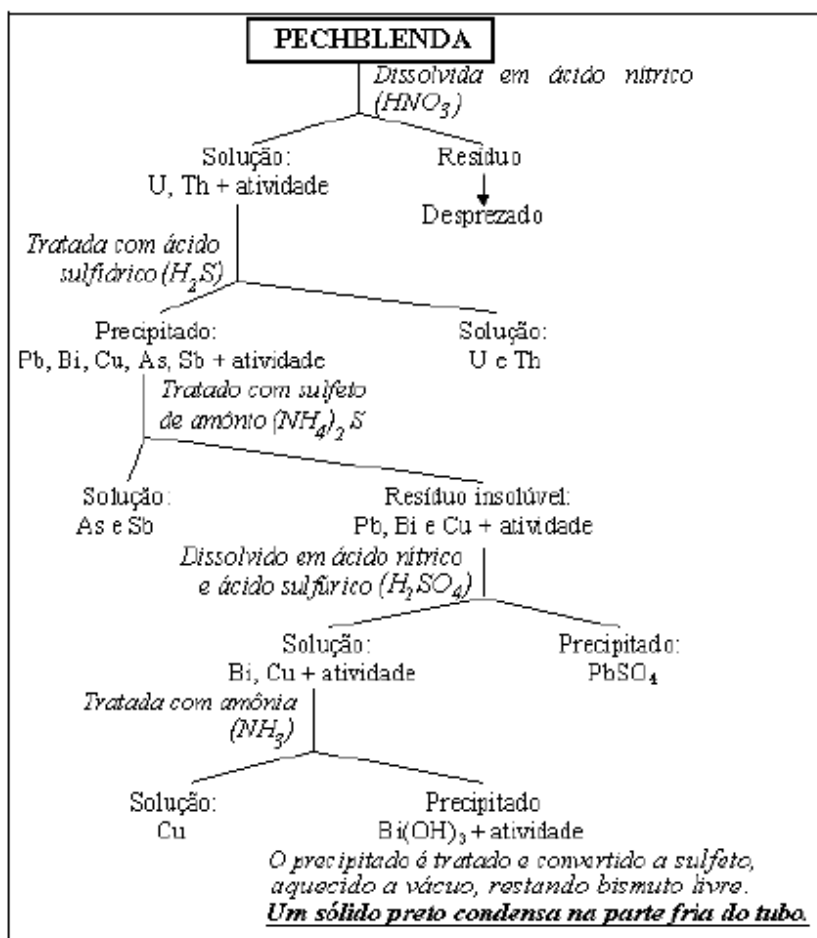 PECHBLENDA
Dissolvida em ácido nítrico
(HNO₃)
Solução:
U, Th + atividade
Resíduo
Desprezado
Tratada com ácido
sulfidrico (H₂S)
Precipitado:
Pb, Bi, Cu, As, Sb + atividade
Solução:
U e Th
Tratado com sulfeto
de amônio (NH₄)₂S
Solução:
As e Sb
Resíduo insolúvel:
Pb, Bi e Cu + atividade
Dissolvido em ácido nítrico
e ácido sulfúrico (H₂SO₄)
Solução:
Bi, Cu + atividade
Precipitado:
PbSO₄
Tratada com amônia
(NH₃)
Solução:
Cu
Precipitado
Bi(OH)₃ + atividade
O precipitado é tratado e convertido a sulfeto,
aquecido a vácuo, restando bismuto livre.
Um sólido preto condensa na parte fria do tubo.